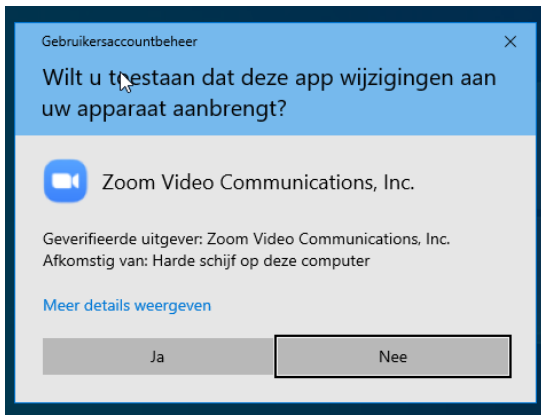 Gebruikersaccountbeheer
Wilt u toestaan dat deze app wijzigingen aan
uw apparaat aanbrengt?
Zoom Video Communications, Inc.
Geverifieerde uitgever: Zoom Video Communications, Inc.
Afkomstig van: Harde schijf op deze computer
Meer details weergeven
Ja
Nee